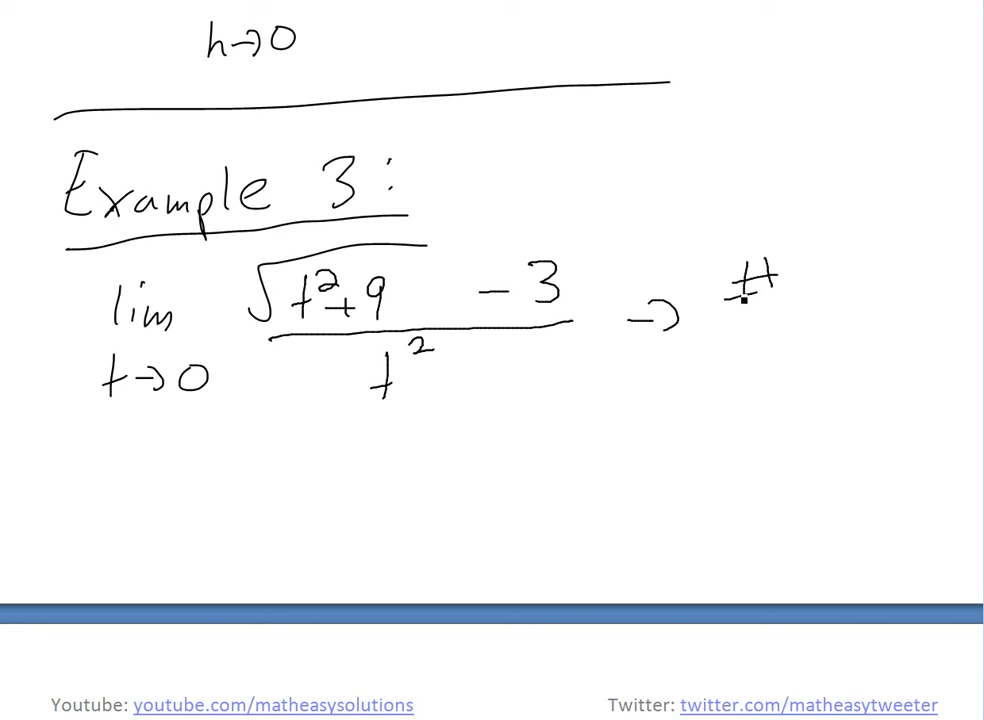 h→0
Example 3:
lim √(t²+9) - 3 / t² → #
t→0
Youtube: youtube.com/matheasysolutions
Twitter: twitter.com/matheasytweeter